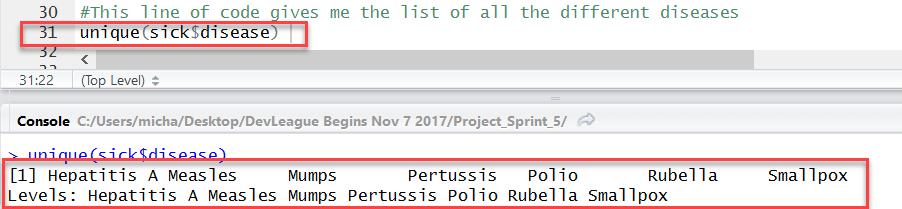 30 #This line of code gives me the list of all the different diseases
31 unique(sick$disease)
32
31:22 (Top Level)
Console C:/Users/micha/Desktop/DevLeague Begins Nov 7 2017/Project_Sprint_5/
> unique(sick$disease)
[1] Hepatitis A Measles Mumps Pertussis Polio Rubella Smallpox
Levels: Hepatitis A Measles Mumps Pertussis Polio Rubella Smallpox